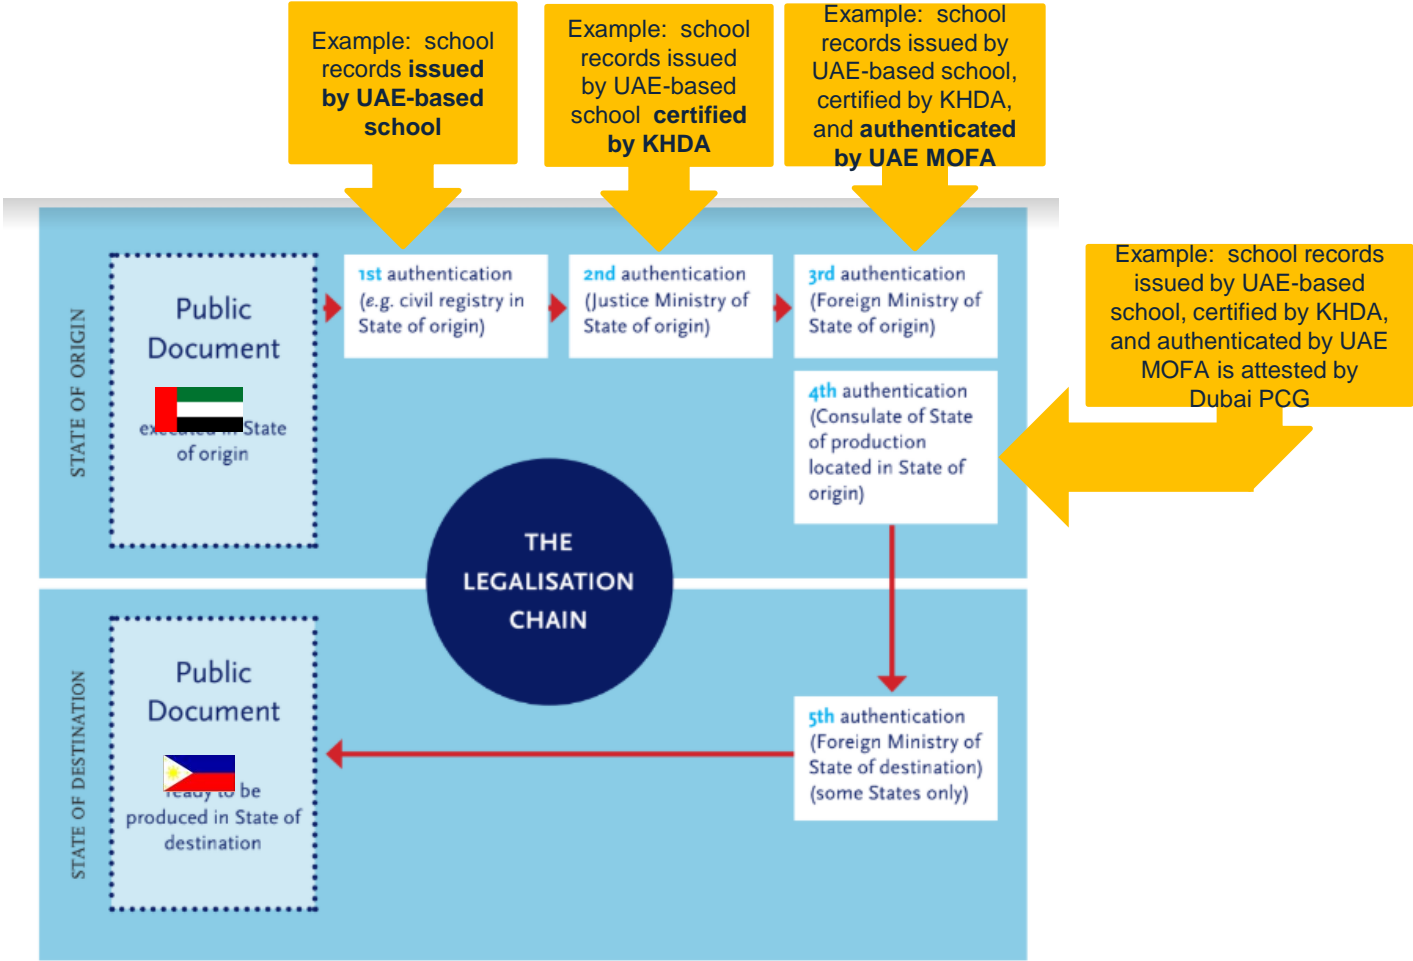 Example: school
records issued
by UAE-based
school
Example: school
records issued
by UAE-based
school certified
by KHDA
Example: school
records issued by
UAE-based school,
certified by KHDA,
and authenticated
by UAE MOFA
Example: school records
issued by UAE-based
school, certified by KHDA,
and authenticated by UAE
MOFA is attested by
Dubai PCG
STATE OF ORIGIN
Public
Document
executed in State
of origin
1st authentication
(e.g. civil registry in
State of origin)
2nd authentication
(Justice Ministry of
State of origin)
3rd authentication
(Foreign Ministry of
State of origin)
4th authentication
(Consulate of State
of production
located in State of
origin)
THE
LEGALISATION
CHAIN
STATE OF DESTINATION
Public
Document
ready to be
produced in State of
destination
5th authentication
(Foreign Ministry of
State of destination)
(some States only)